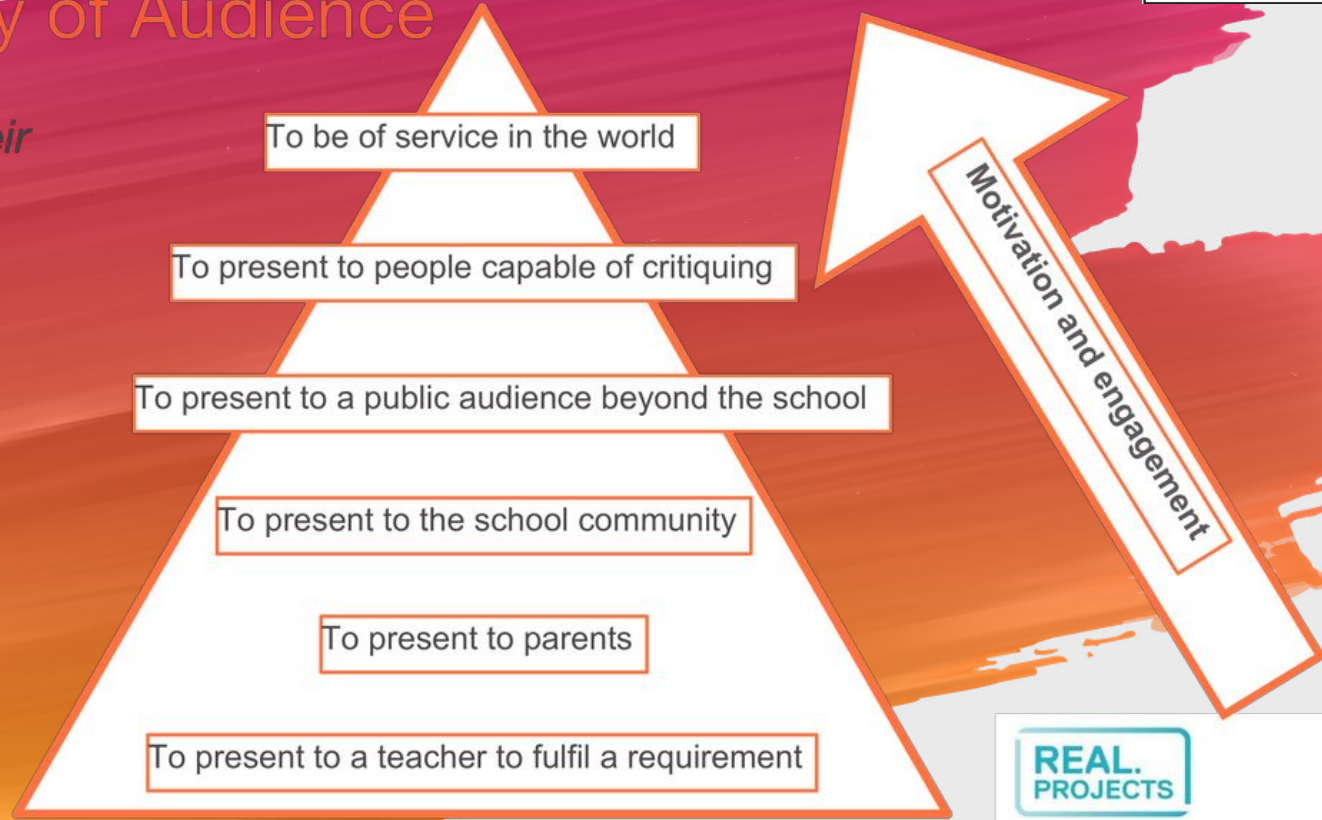 y of Audience
eir
To be of service in the world
To present to people capable of critiquing
To present to a public audience beyond the school
To present to the school community
To present to parents
To present to a teacher to fulfil a requirement
Motivation and engagement
REAL.
PROJECTS